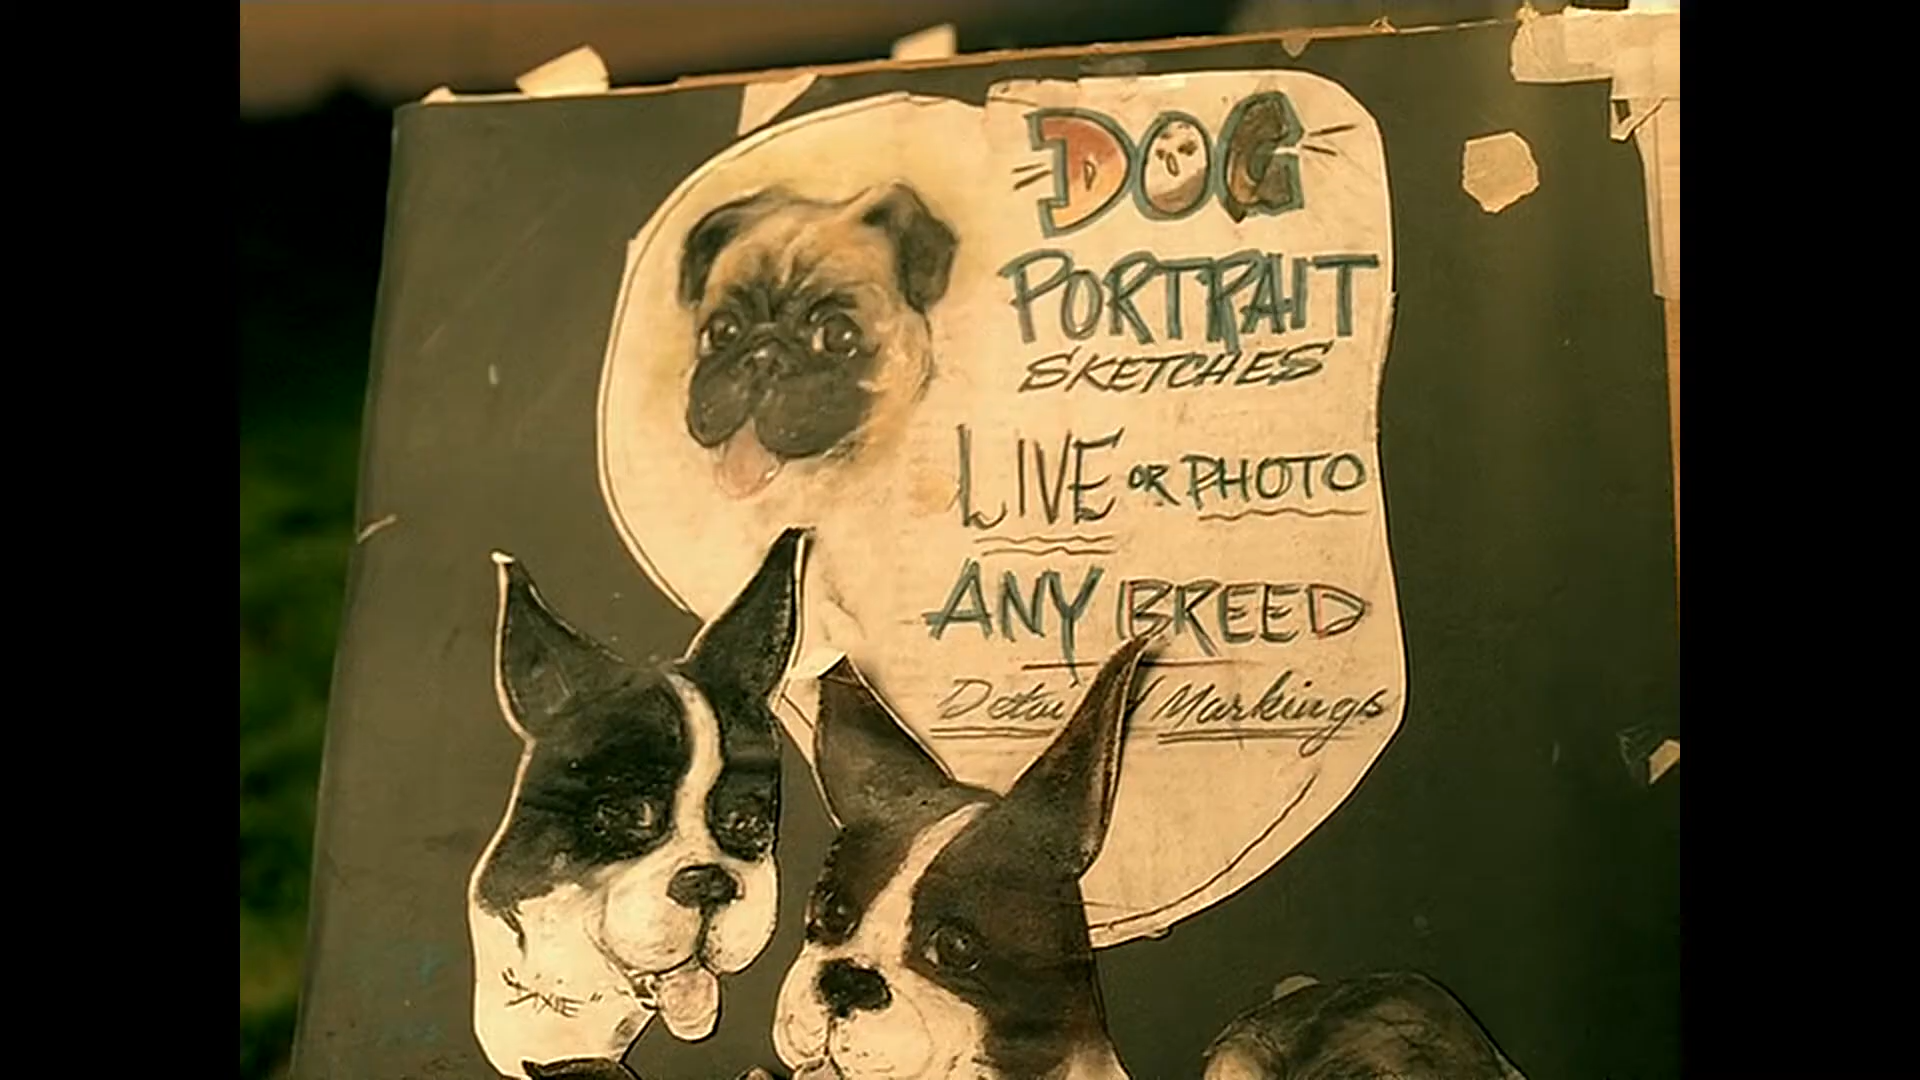 DOG
PORTRAIT
SKETCHES
LIVE OR PHOTO
ANY BREED
Markings